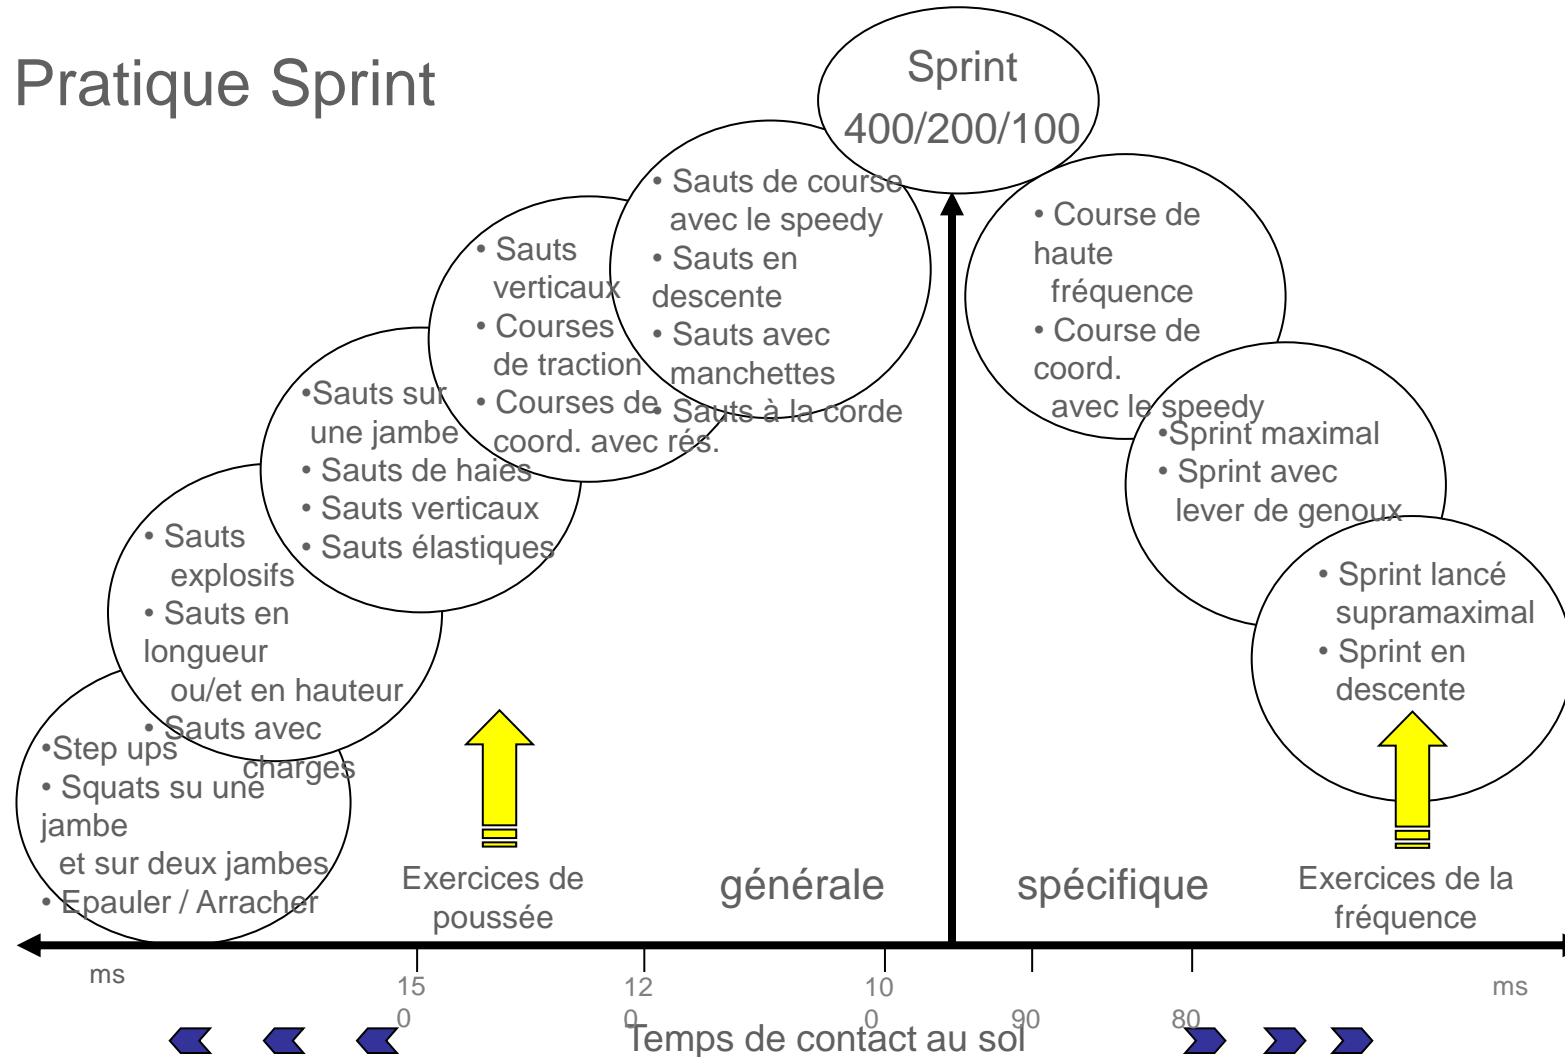 Pratique Sprint
Sprint
400/200/100
• Sauts de course
avec le speedy
• Sauts en
descente
• Sauts avec
manchettes
• Sauts à la corde
• Sauts
verticaux
• Courses
de traction
• Courses de
coord. avec rés.
•Sauts sur
une jambe
• Sauts de haies
• Sauts verticaux
• Sauts élastiques
• Sauts
explosifs
• Sauts en
longueur
ou/et en hauteur
• Sauts avec
charges
•Step ups
• Squats su une
jambe
et sur deux jambes
• Epauler / Arracher
• Course de
haute
fréquence
• Course de
coord.
avec le speedy
•Sprint maximal
• Sprint avec
lever de genoux
• Sprint lancé
supramaximal
• Sprint en
descente
Exercices de
poussée
générale
spécifique
Exercices de la
fréquence
ms
15
0
12
0
10
0
90
80
ms
Temps de contact au sol